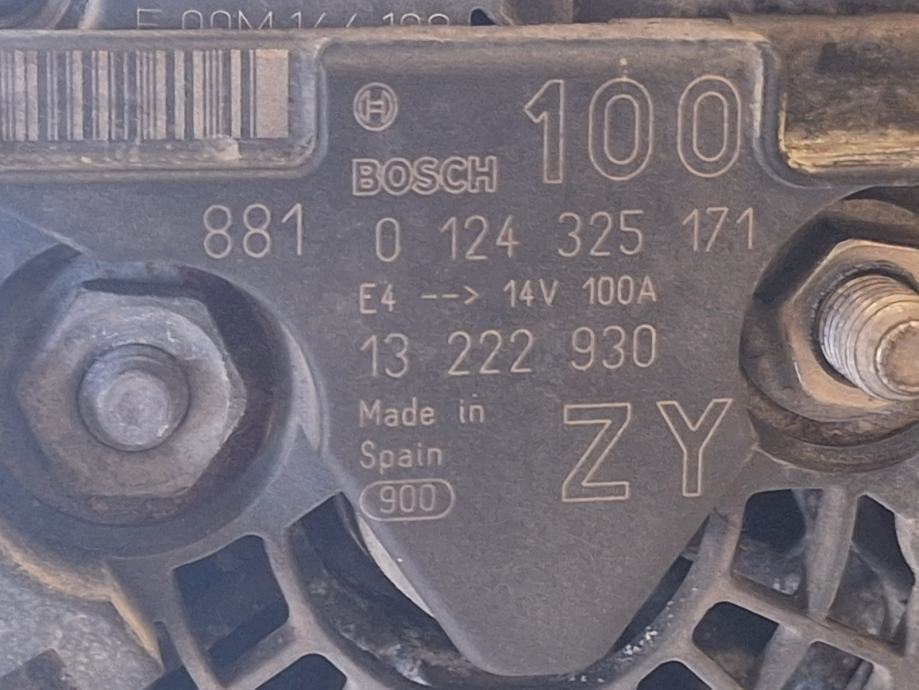 100
BOSCH
881 0 124 325 171
E4 --> 14V 100A
13 222 930
Made in
Spain
ZY
900